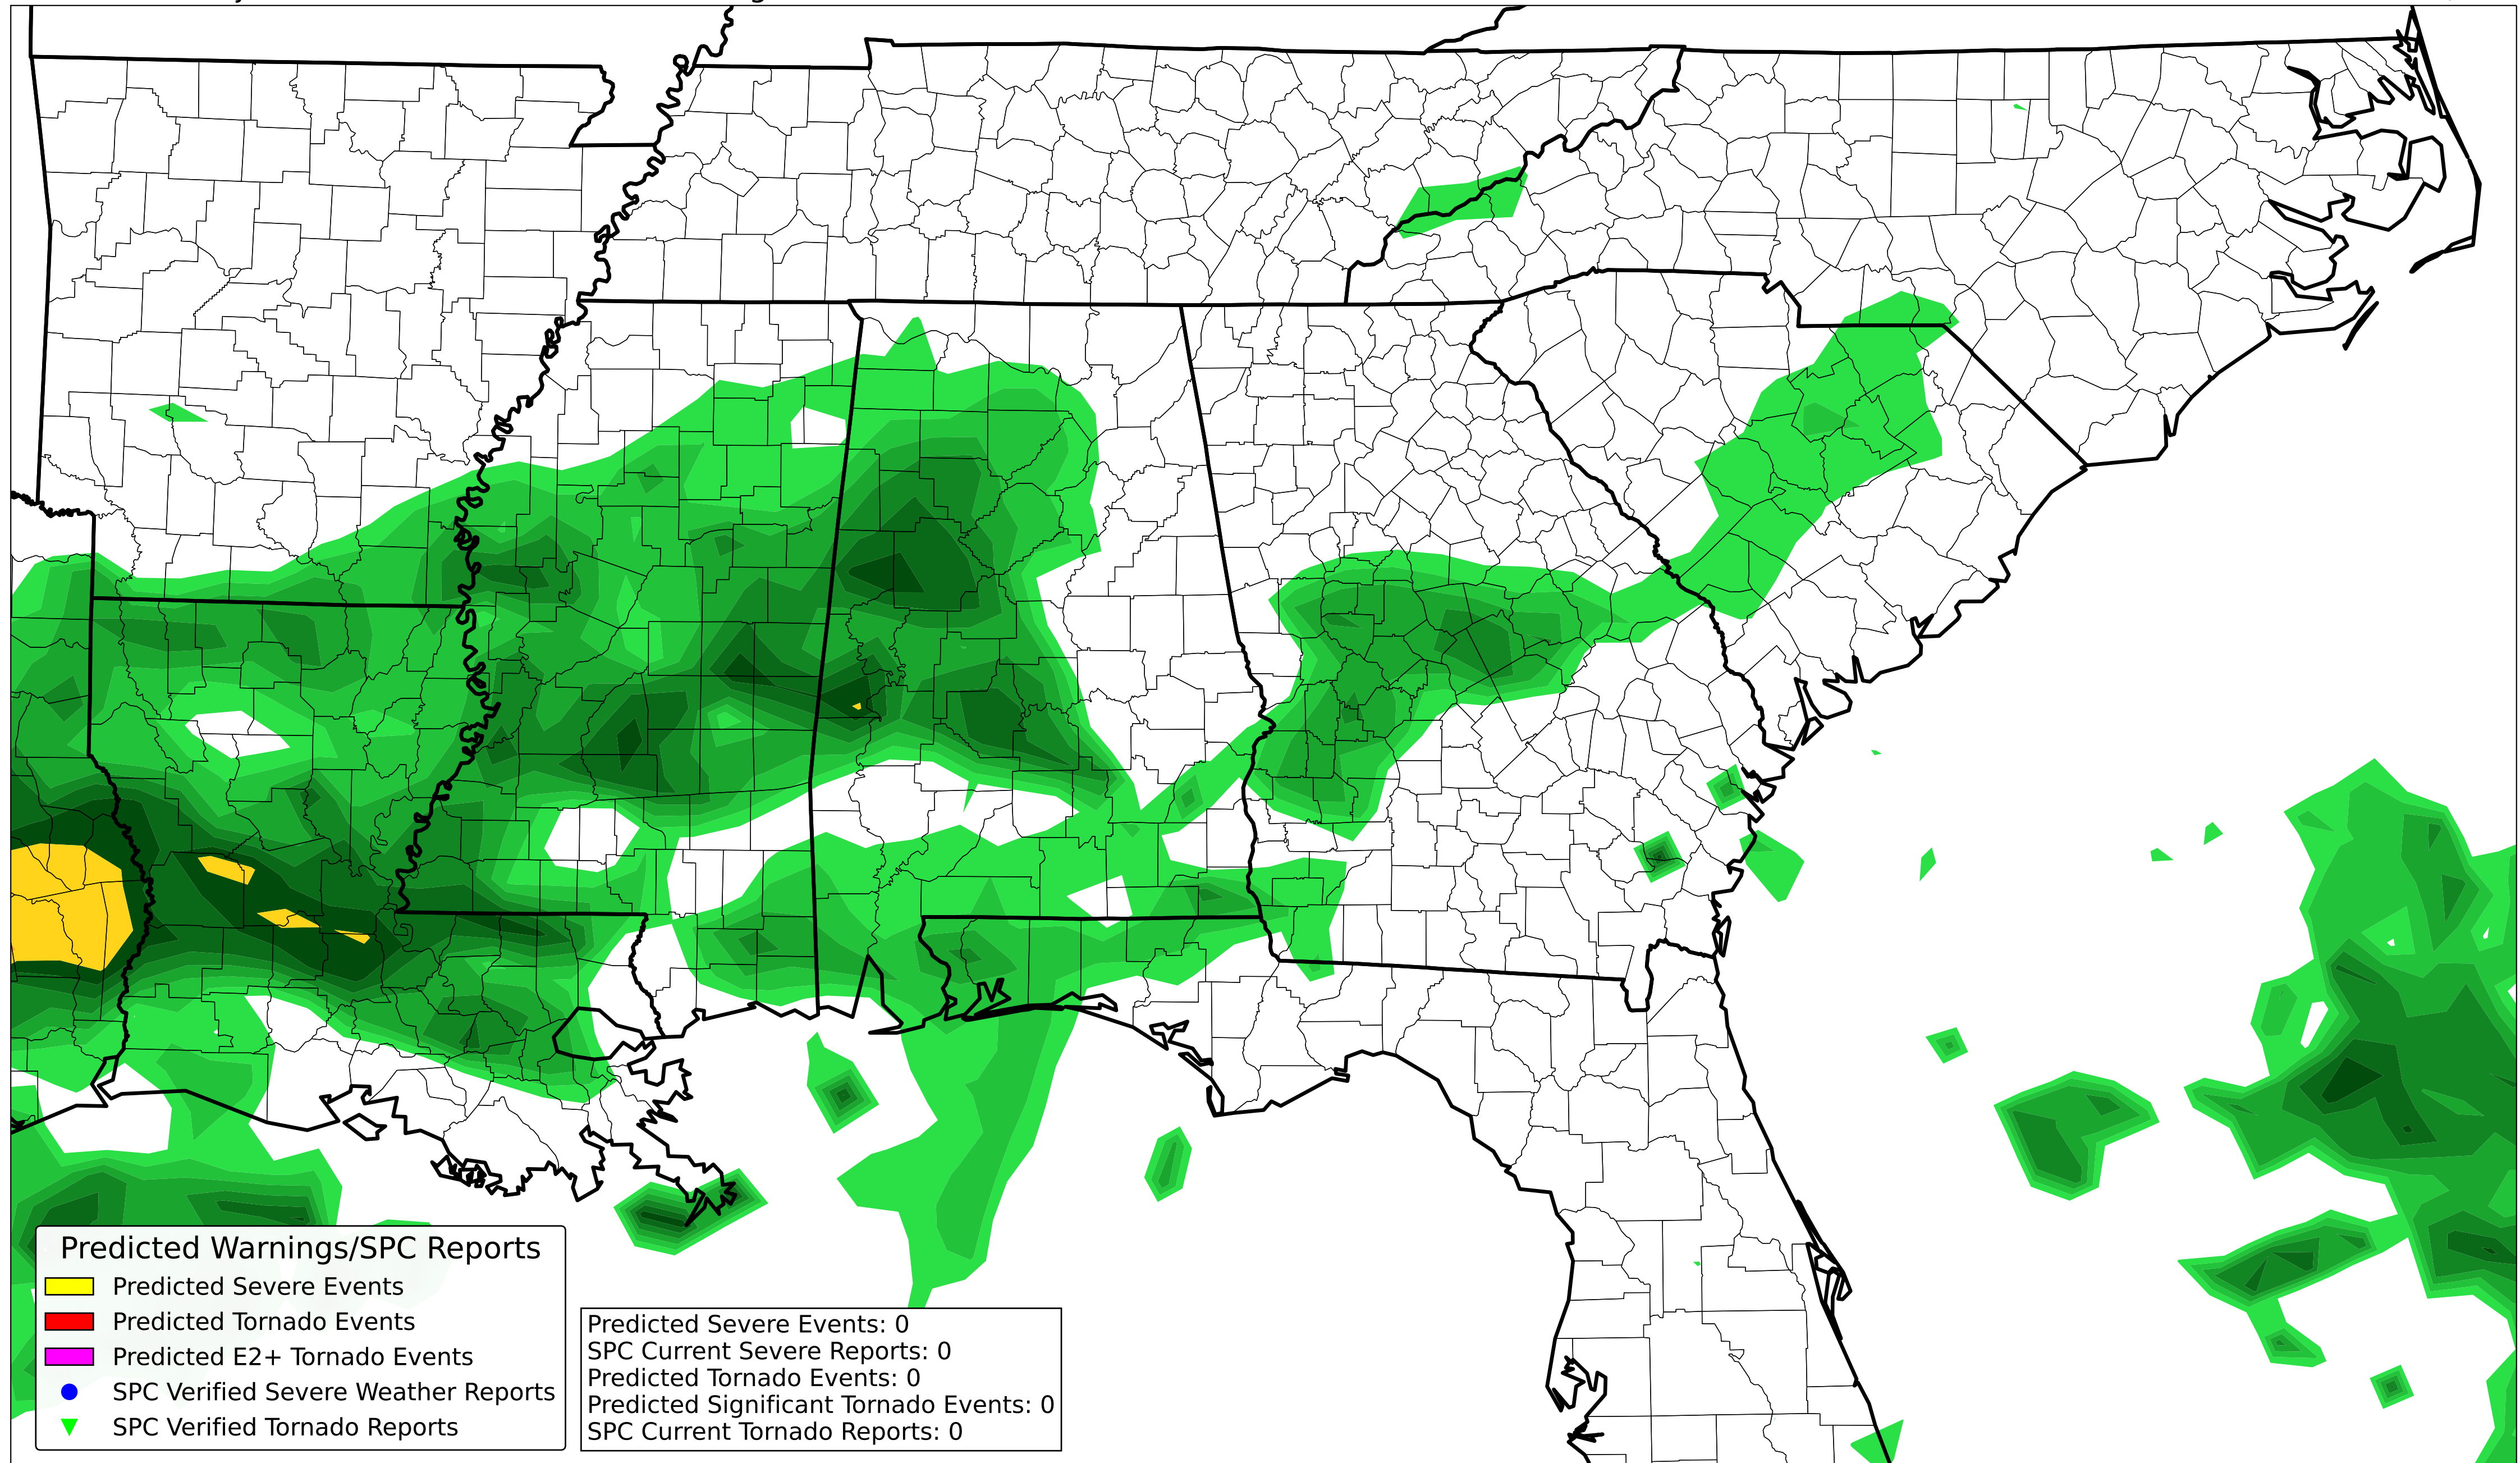 Predicted Warnings/SPC Reports
Predicted Severe Events
Predicted Tornado Events
Predicted E2+ Tornado Events
SPC Verified Severe Weather Reports
SPC Verified Tornado Reports
Predicted Severe Events: 0
SPC Current Severe Reports: 0
Predicted Tornado Events: 0
Predicted Significant Tornado Events: 0
SPC Current Tornado Reports: 0